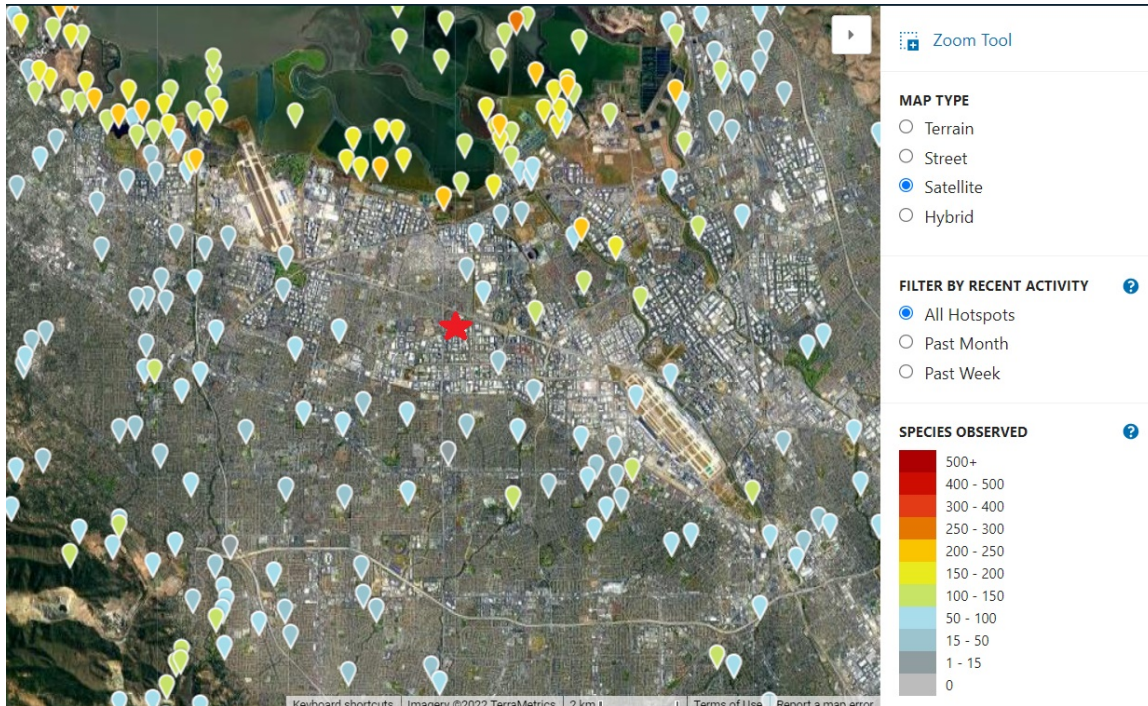 Zoom Tool
MAP TYPE
Terrain
Street
Satellite
Hybrid
FILTER BY RECENT ACTIVITY ?
All Hotspots
Past Month
Past Week
SPECIES OBSERVED ?
500+
400 - 500
300 - 400
250 - 300
200 - 250
150 - 200
100 - 150
50 - 100
15 - 50
1 - 15
0
Keyboard shortcuts Imagery ©2022 TerraMetrics 2 km Terms of Use Report a map error